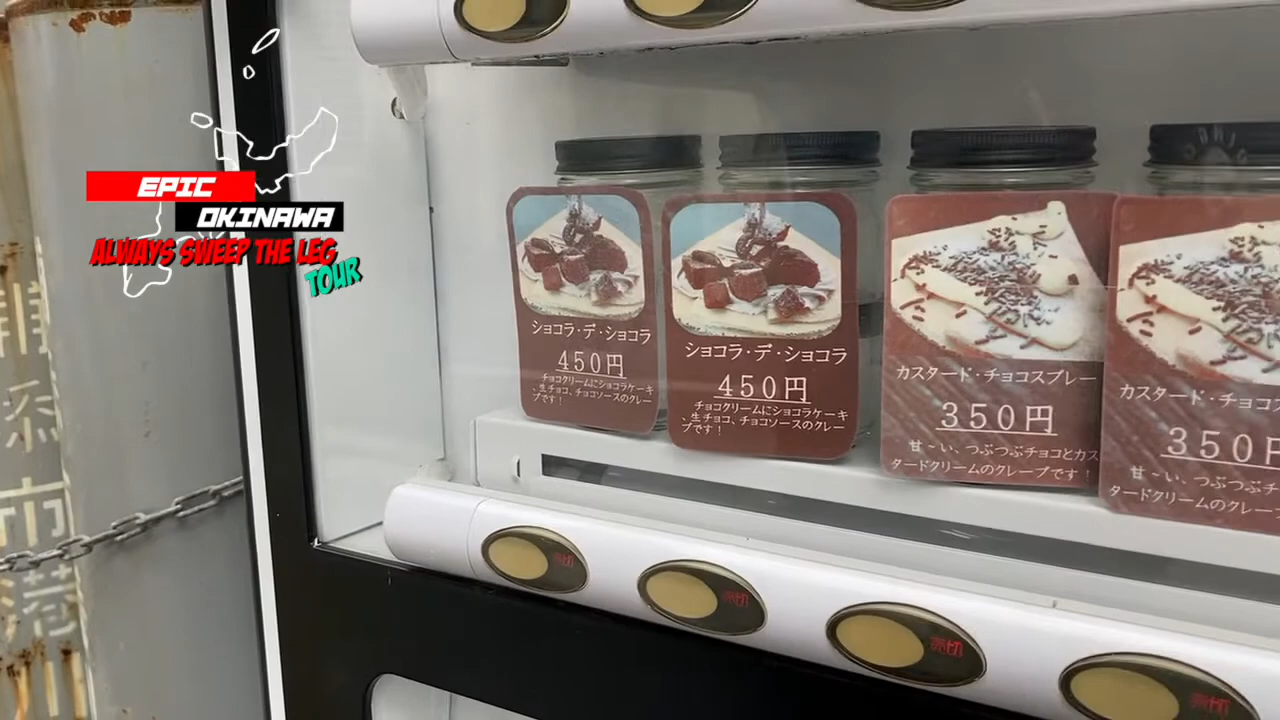 EPIC
OKINAWA
ALWAYS SWEEP THE LEG
TOUR
ショコラ・デ・ショコラ
450円
チョコクリームにショコラケーキ
、生チョコ、チョコソースのクレー
プです！
ショコラ・デ・ショコラ
450円
チョコクリームにショコラケーキ
、生チョコ、チョコソースのクレー
プです！
カスタード・チョコスプレー
350円
甘～い、つぶつぶチョコとカス
タードクリームのクレープです！
カスタード・チョコス
350円
甘～い、つぶつぶチ
タードクリームのクレープ
売切
売切
売切
売切
市
港